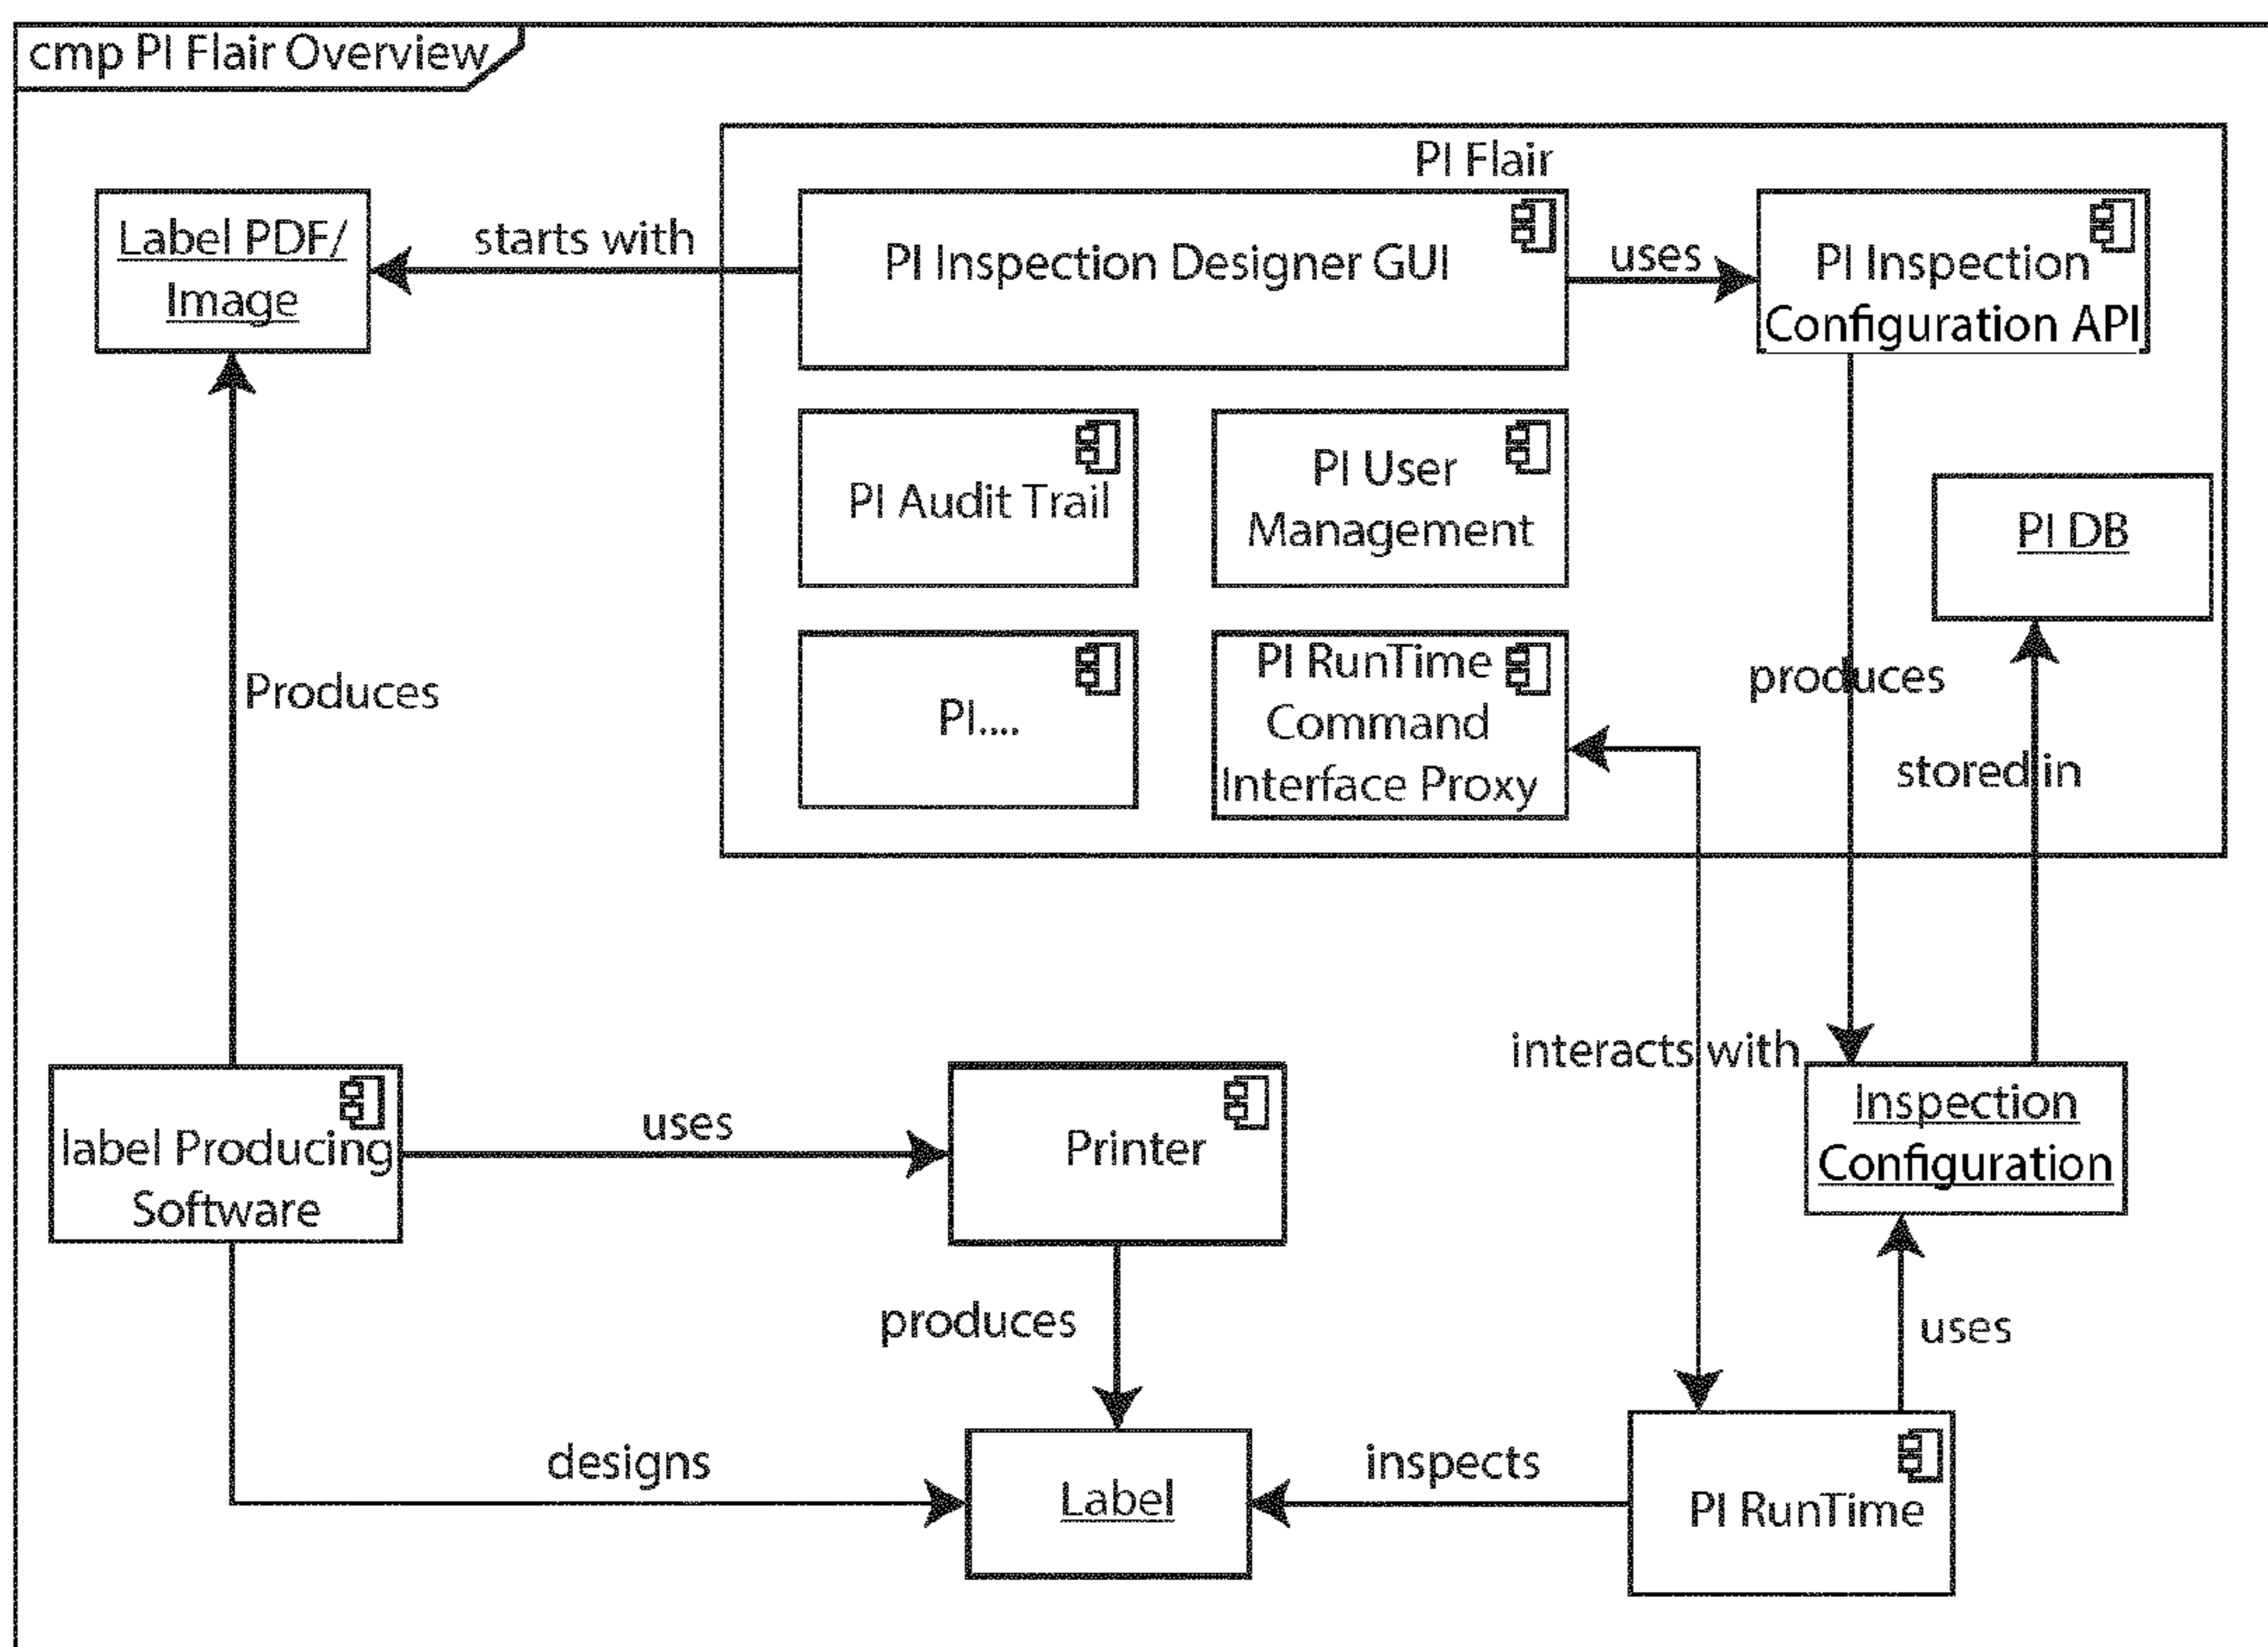 cmp PI Flair Overview
PI Flair
Label PDF/
Image
starts with
PI Inspection Designer GUI
uses
PI Inspection
Configuration API
PI Audit Trail
PI User
Management
PI DB
Produces
PI....
PI RunTime
Command
Interface Proxy
produces
stored in
interacts with
label Producing
Software
uses
Printer
Inspection
Configuration
produces
uses
designs
Label
inspects
PI RunTime